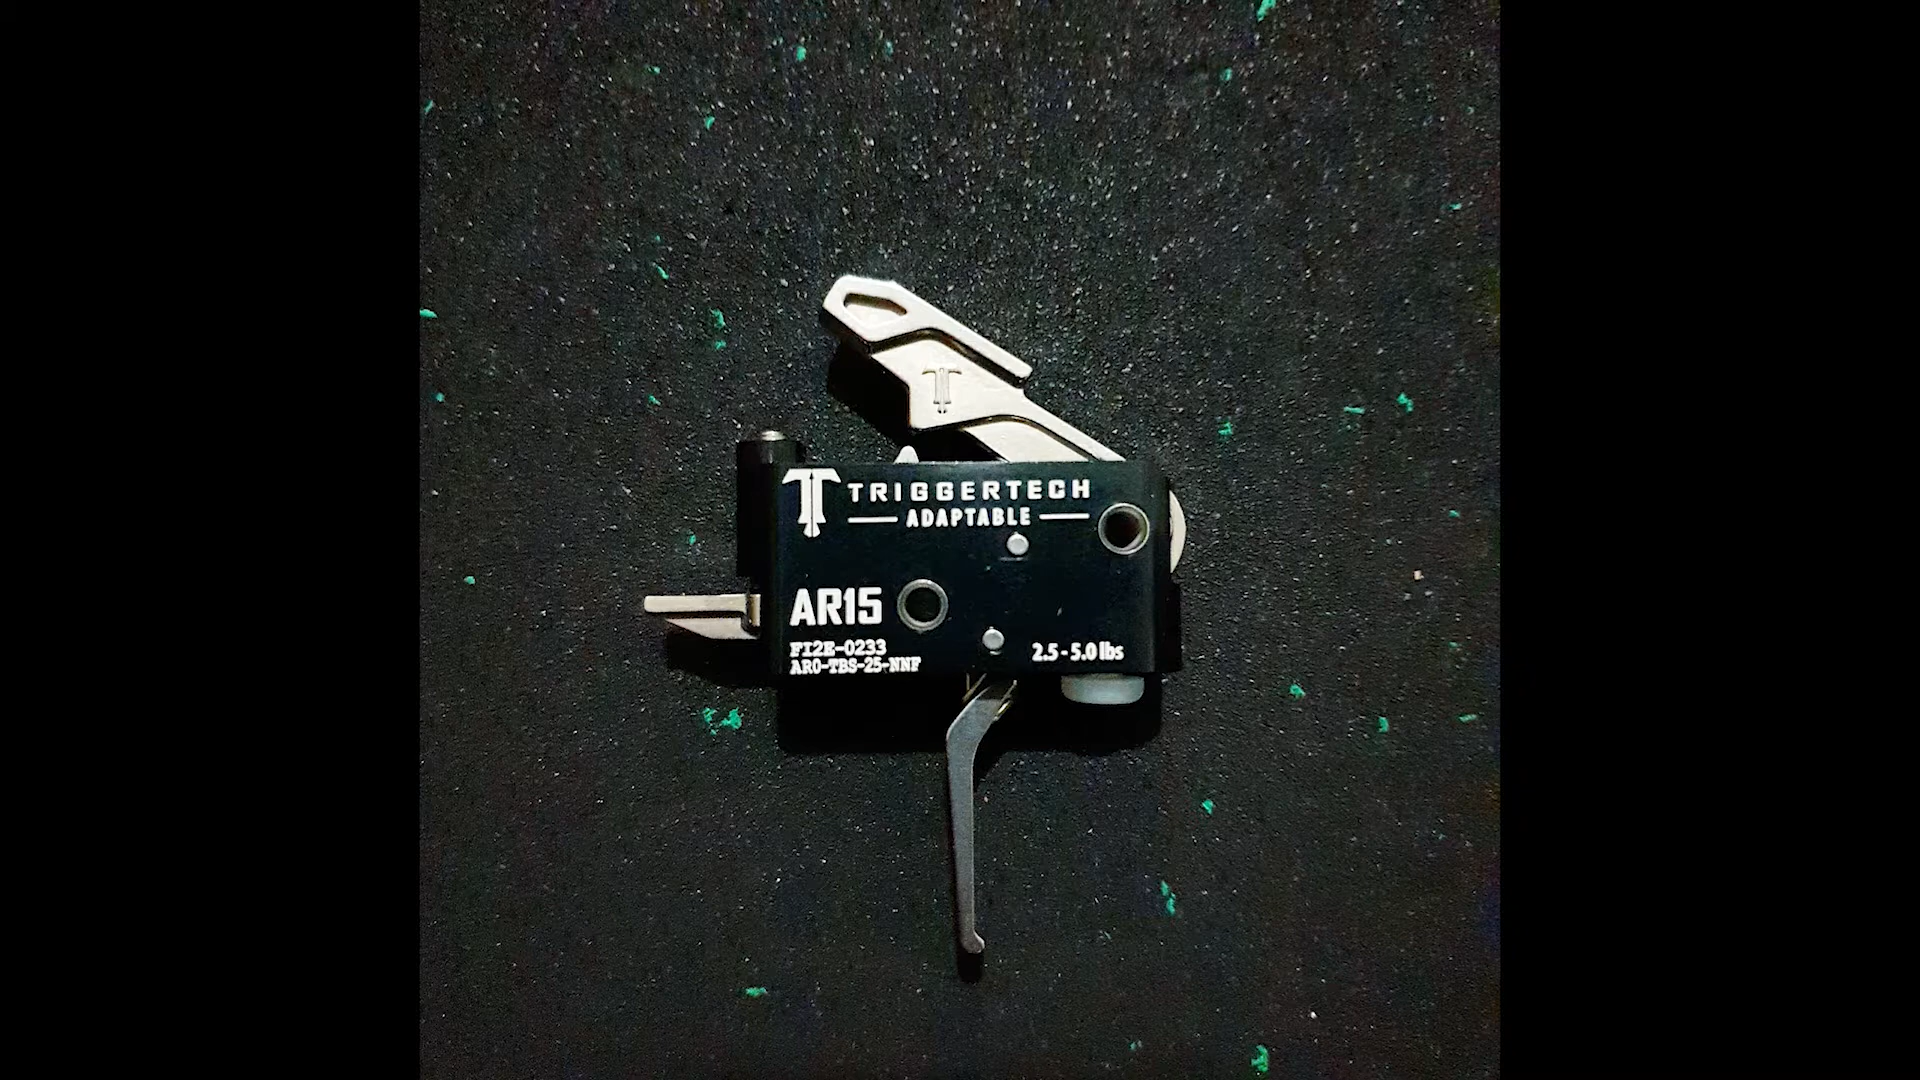 TRIGGERTECH
ADAPTABLE
AR15
FI2E-0233
AR0-TBS-25-NNF
2.5 - 5.0 lbs